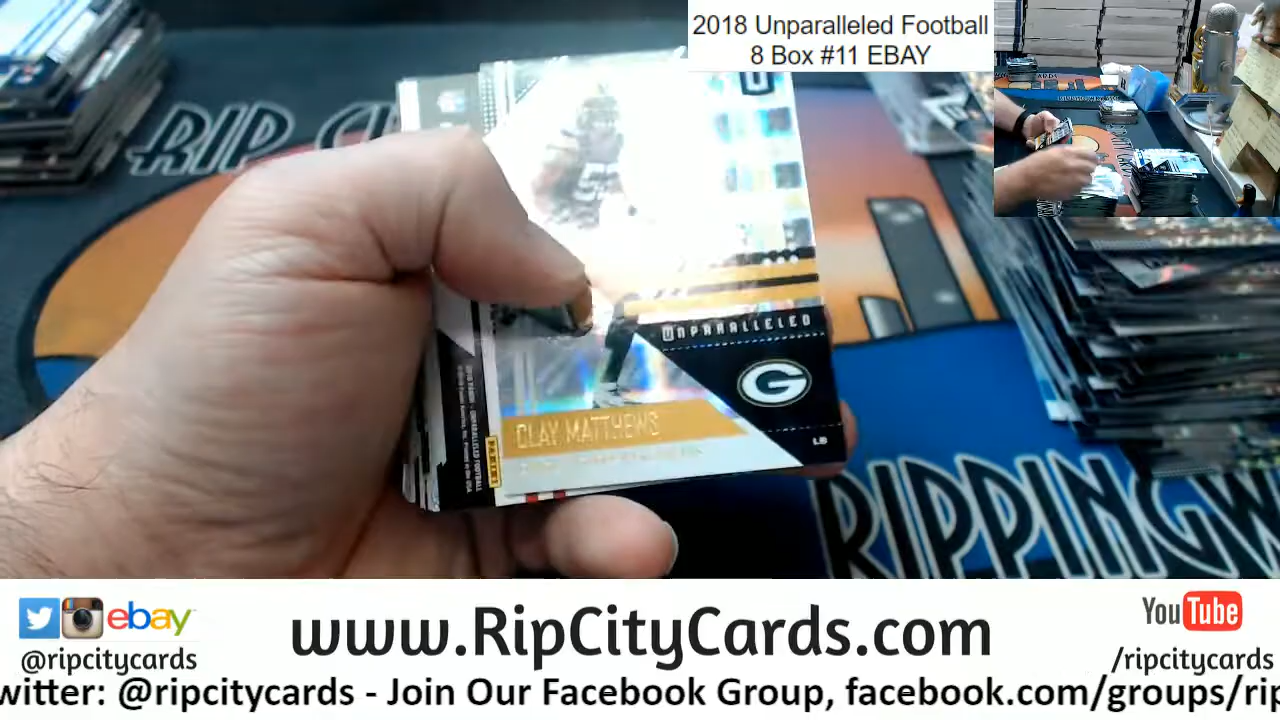 2018 Unparalleled Football
8 Box #11 EBAY
RIP
UNPARALLELED
G
LB
CLAY MATTHEWS
PANINI
RIPPINGW
ebay
@ripcitycards
www.RipCityCards.com
YouTube
/ripcitycards
witter: @ripcitycards - Join Our Facebook Group, facebook.com/groups/rip